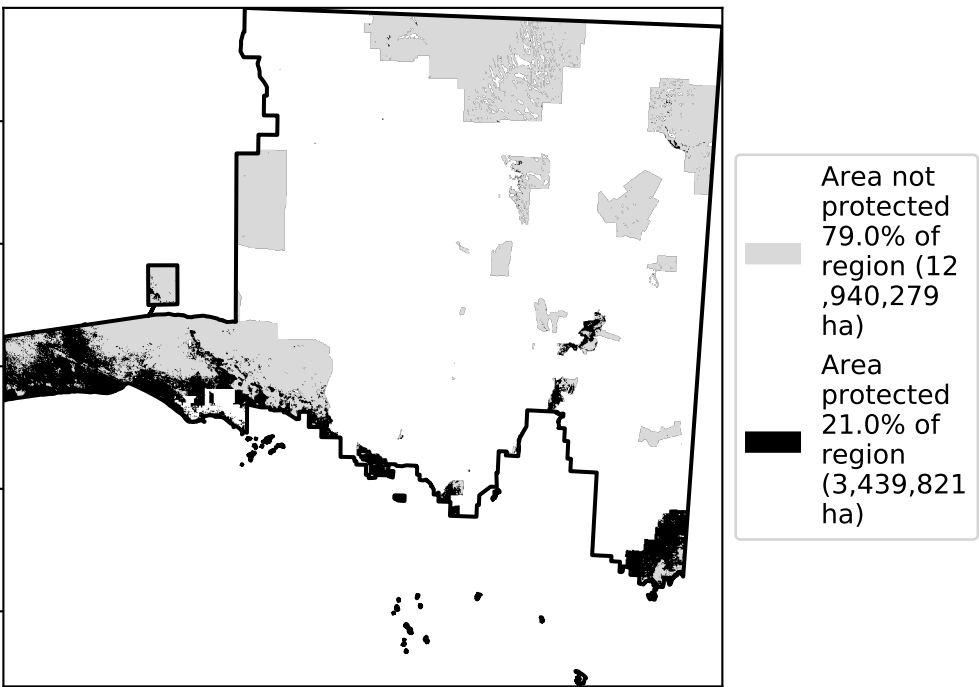 Area not
protected
79.0% of
region (12
,940,279
ha)
Area
protected
21.0% of
region
(3,439,821
ha)